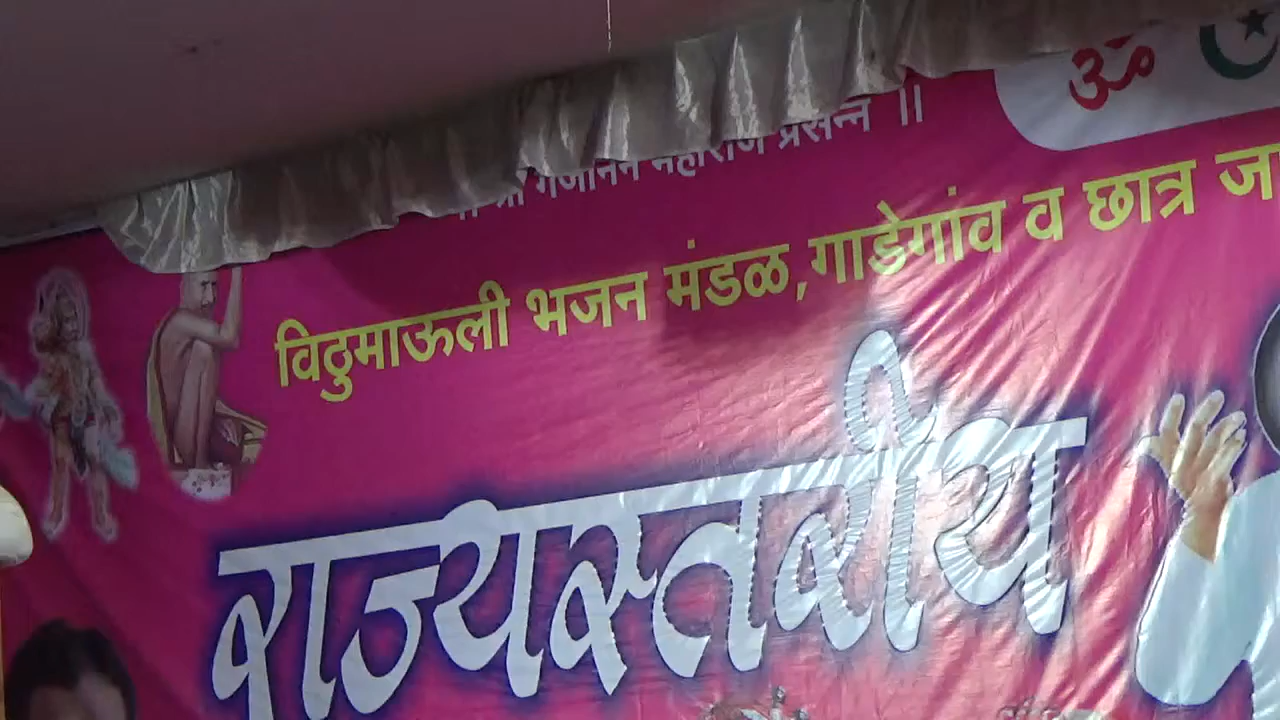 ॐ
श्री गजानन महाराज प्रसन्न ॥
विठुमाऊली भजन मंडळ, गाडेगांव व छात्र
राज्यस्तरीय